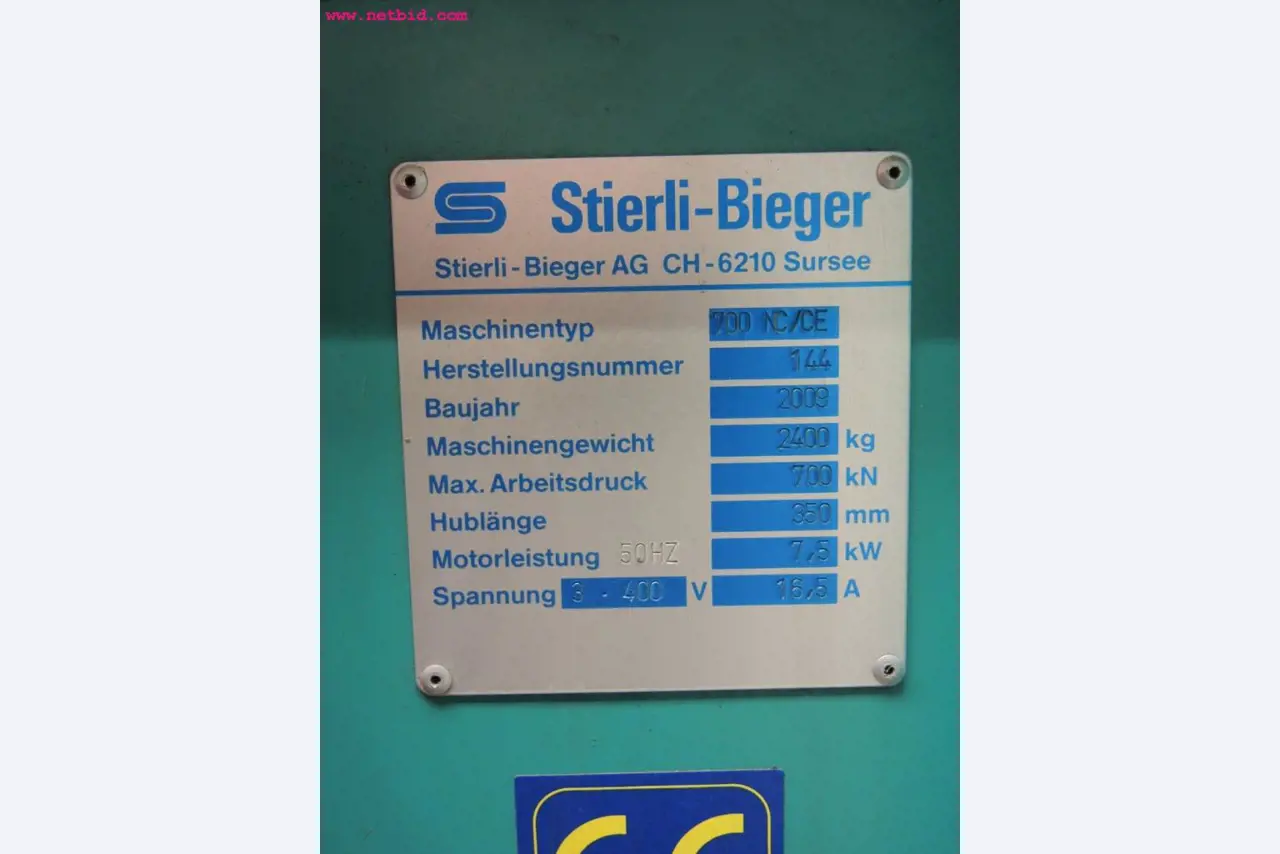 www.netbid.com
Stierli-Bieger
Stierli-Bieger AG CH-6210 Sursee
Maschinentyp 700 NC/CE
Herstellungsnummer 144
Baujahr 2009
Maschinengewicht 2400 kg
Max. Arbeitsdruck 700 kN
Hublänge 350 mm
Motorleistung 50HZ 7,5 kW
Spannung 3 - 400 V 16,5 A